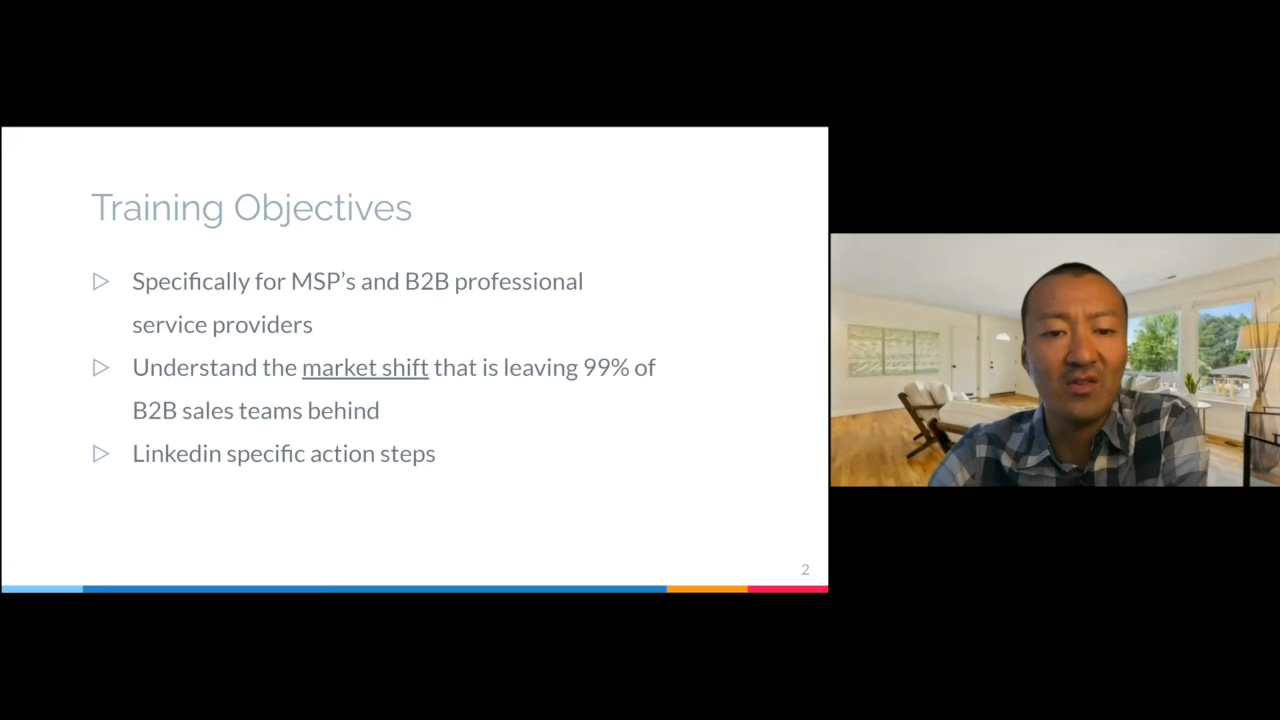 Training Objectives
▷ Specifically for MSP’s and B2B professional
service providers
▷ Understand the market shift that is leaving 99% of
B2B sales teams behind
▷ Linkedin specific action steps
2